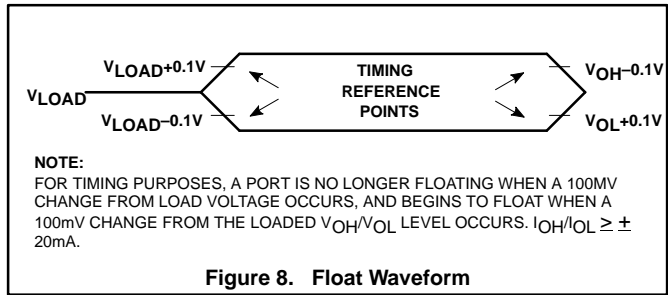 VLOAD+0.1V
TIMING
VOH–0.1V
VLOAD
REFERENCE
VLOAD–0.1V
POINTS
VOL+0.1V
NOTE:
FOR TIMING PURPOSES, A PORT IS NO LONGER FLOATING WHEN A 100MV
CHANGE FROM LOAD VOLTAGE OCCURS, AND BEGINS TO FLOAT WHEN A
100mV CHANGE FROM THE LOADED VOH/VOL LEVEL OCCURS. IOH/IOL ≥ ±
20mA.
Figure 8. Float Waveform